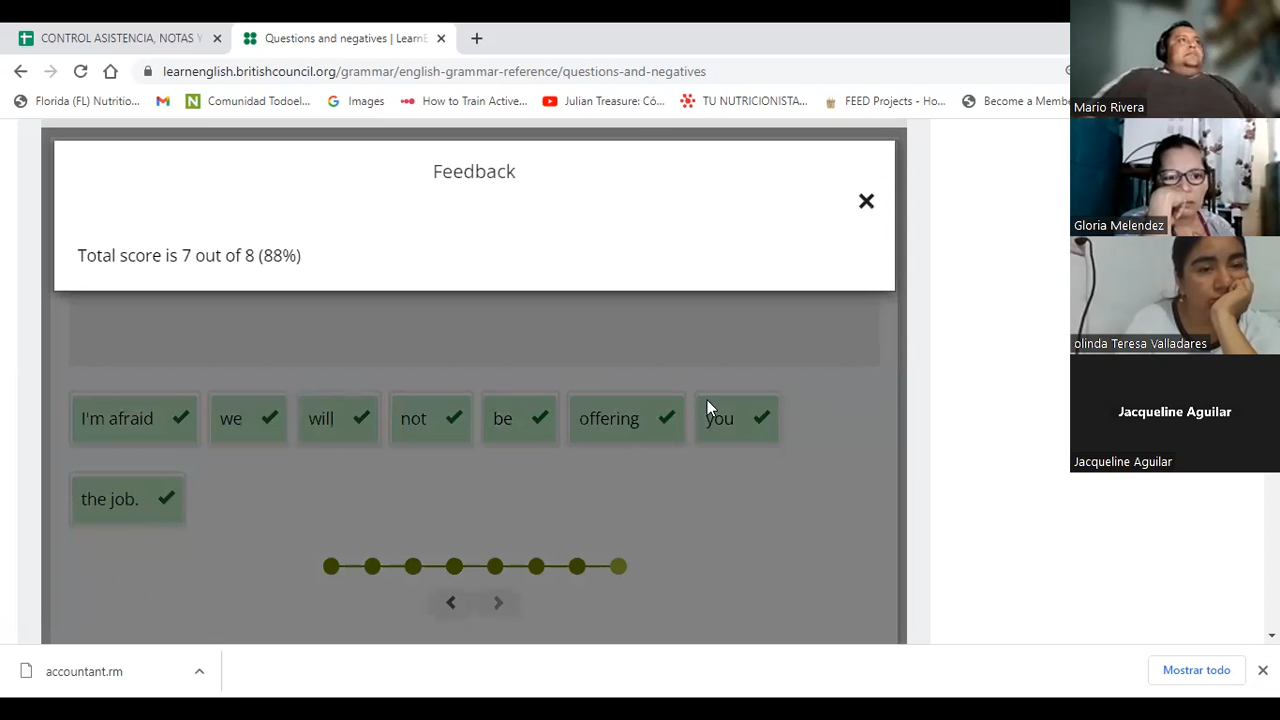 CONTROL ASISTENCIA, NOTAS Y
Questions and negatives | LearnE
learnenglish.britishcouncil.org/grammar/english-grammar-reference/questions-and-negatives
Florida (FL) Nutritio...
Comunidad Todoel...
Images
How to Train Active...
Julian Treasure: Có...
TU NUTRICIONISTA...
FEED Projects - Ho...
Become a Membe
Feedback
Total score is 7 out of 8 (88%)
I'm afraid we will not be offering you
the job.
accountant.rm
Mostrar todo
Mario Rivera
Gloria Melendez
olinda Teresa Valladares
Jacqueline Aguilar
Jacqueline Aguilar